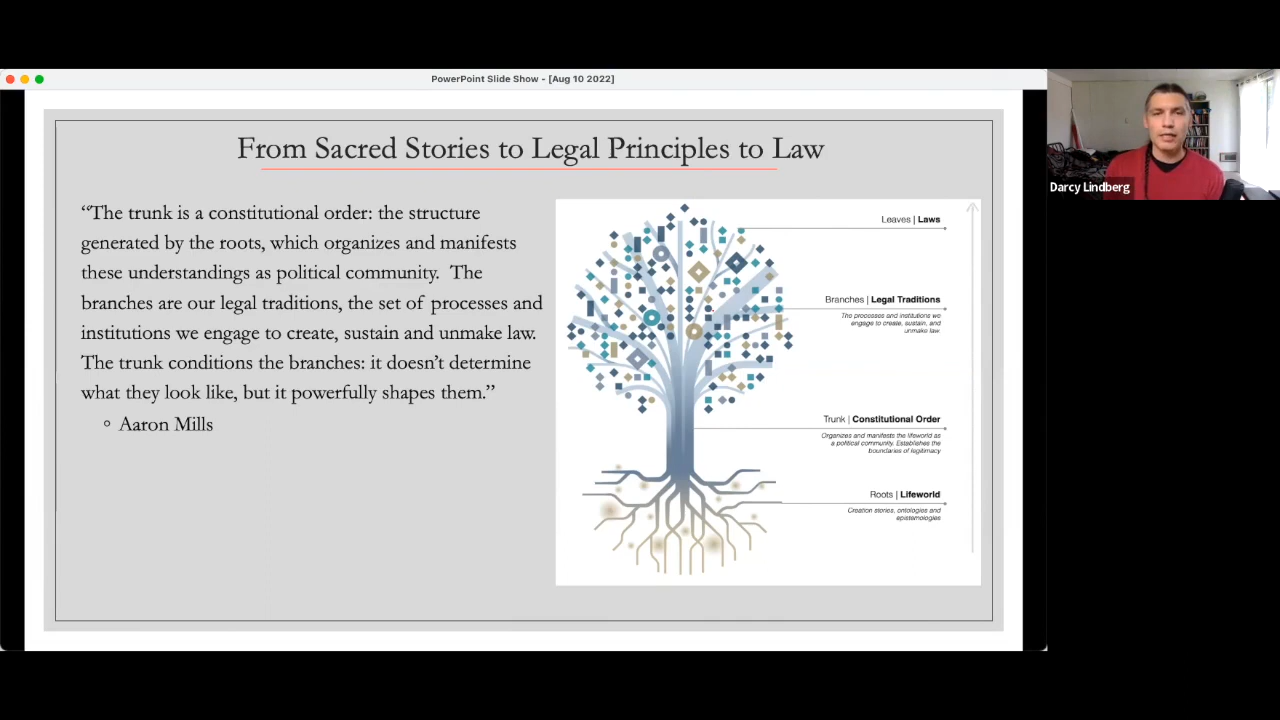 PowerPoint Slide Show - [Aug 10 2022]
From Sacred Stories to Legal Principles to Law
“The trunk is a constitutional order: the structure
generated by the roots, which organizes and manifests
these understandings as political community.  The
branches are our legal traditions, the set of processes and
institutions we engage to create, sustain and unmake law.
The trunk conditions the branches: it doesn’t determine
what they look like, but it powerfully shapes them.”
Aaron Mills
Leaves | Laws
Branches | Legal Traditions
The processes and institutions we
engage to create, sustain, and
unmake law.
Trunk | Constitutional Order
Organizes and manifests the lifeworld as
a political community. Establishes the
boundaries of legitimacy
Roots | Lifeworld
Creation stories, ontologies and
epistemologies
Darcy Lindberg